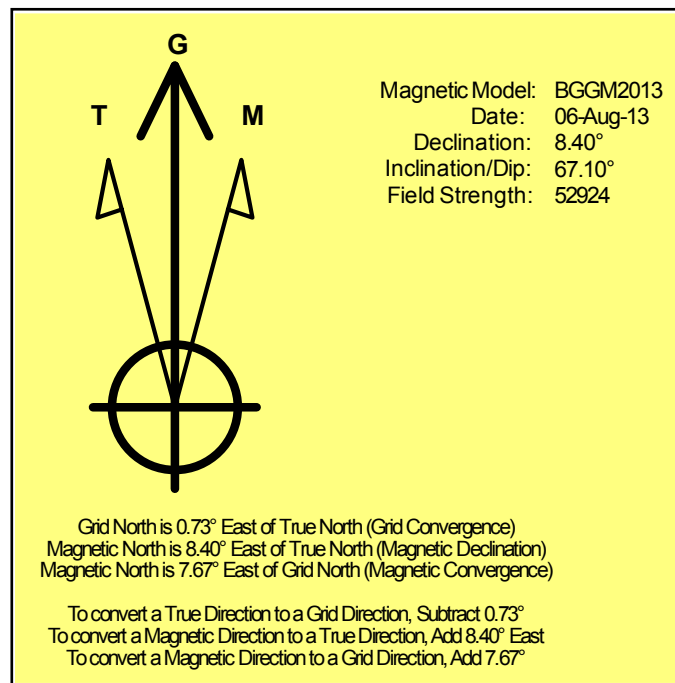 G
T
M
Magnetic Model: BGGM2013
Date: 06-Aug-13
Declination: 8.40°
Inclination/Dip: 67.10°
Field Strength: 52924
Grid North is 0.73° East of True North (Grid Convergence)
Magnetic North is 8.40° East of True North (Magnetic Declination)
Magnetic North is 7.67° East of Grid North (Magnetic Convergence)
To convert a True Direction to a Grid Direction, Subtract 0.73°
To convert a Magnetic Direction to a True Direction, Add 8.40° East
To convert a Magnetic Direction to a Grid Direction, Add 7.67°